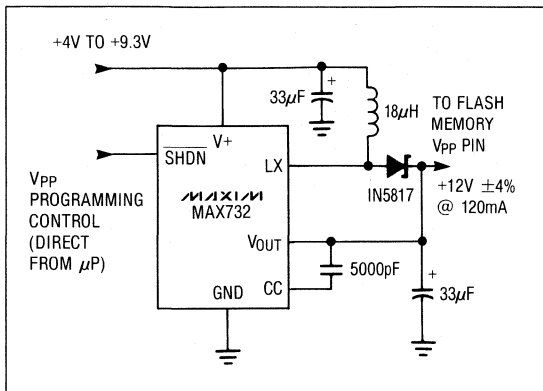 +4V TO +9.3V
33µF
+
18µH
TO FLASH
MEMORY
VPP PIN
V+
SHDN
LX
IN5817
+12V ±4%
@ 120mA
VPP
PROGRAMMING
CONTROL
(DIRECT
FROM µP)
MAXIM
MAX732
VOUT
5000pF
GND
CC
+
33µF